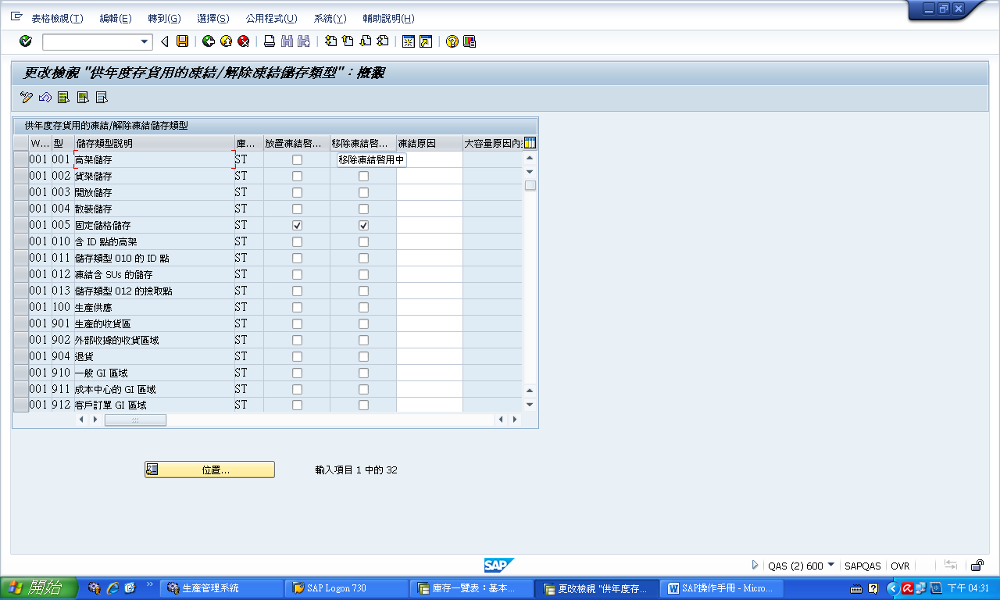 表格檢視(T) 編輯(E) 轉到(G) 選擇(S) 公用程式(U) 系統(Y) 輔助說明(H)
更改檢視 "供年度存貨用的凍結/解除凍結儲存類型"：概觀
供年度存貨用的凍結/解除凍結儲存類型
W... 型 儲存類型說明 庫... 放置凍結啓... 移除凍結啓... 凍結原因 大容量原因內
001 001 高架儲存 ST 移除凍結啓用中
001 002 貨架儲存 ST
001 003 開放儲存 ST
001 004 散裝儲存 ST
001 005 固定儲格儲存 ST
001 010 含 ID 點的高架 ST
001 011 儲存類型 010 的 ID 點 ST
001 012 凍結含 SUs 的儲存 ST
001 013 儲存類型 012 的撿取點 ST
001 100 生產供應 ST
001 901 生產的收貨區 ST
001 902 外部收據的收貨區域 ST
001 904 退貨 ST
001 910 一般 GI 區域 ST
001 911 成本中心的 GI 區域 ST
001 912 客戶訂單 GI 區域 ST
位置... 輸入項目 1 中的 32
SAP QAS (2) 600 SAPQAS OVR
開始 生產管理系統 SAP Logon 730 庫存一覽表：基本... 更改檢視 "供年度存... SAP操作手冊 - Micro... 下午 04:31